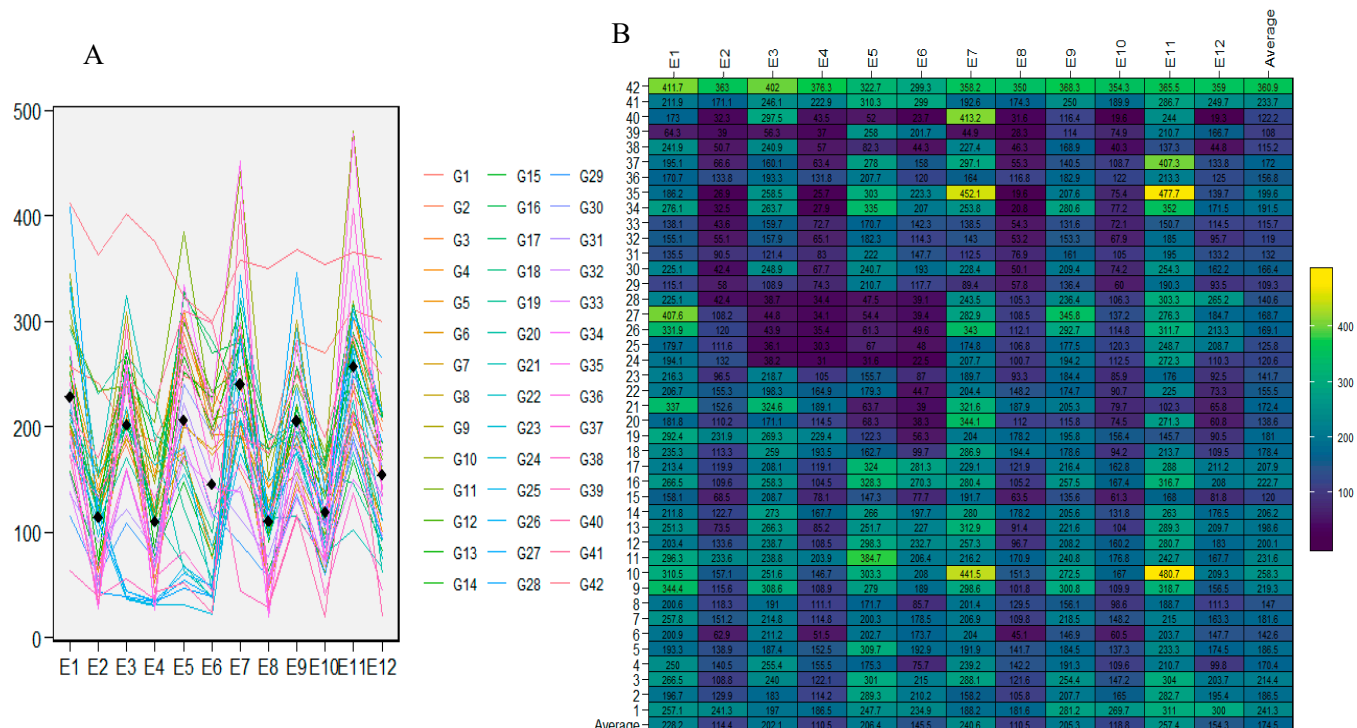 A
500
400
300
200
100
0
E1 E2 E3 E4 E5 E6 E7 E8 E9 E10 E11 E12
G1 G15 G29
G2 G16 G30
G3 G17 G31
G4 G18 G32
G5 G19 G33
G6 G20 G34
G7 G21 G35
G8 G22 G36
G9 G23 G37
G10 G24 G38
G11 G25 G39
G12 G26 G40
G13 G27 G41
G14 G28 G42
B
E1 E2 E3 E4 E5 E6 E7 E8 E9 E10 E11 E12 Average
42 411.7 363 402 376.3 322.7 299.3 358.2 350 368.3 354.3 365.5 359 360.9
41 211.9 171.1 246.1 222.9 310.3 299 192.6 174.3 250 189.9 286.7 249.7 233.7
40 173 32.3 297.5 43.5 52 23.7 413.2 31.6 116.4 19.6 244 19.3 122.2
39 64.3 39 56.3 37 258 201.7 44.9 28.3 114 74.9 210.7 166.7 108
38 241.9 50.7 240.9 57 82.3 44.3 227.4 46.3 168.9 40.3 137.3 44.8 115.2
37 195.1 66.6 160.1 63.4 278 158 297.1 55.3 140.5 108.7 407.3 133.8 172
36 170.7 133.8 193.3 131.8 207.7 120 164 116.8 182.9 122 213.3 125 156.8
35 186.2 26.9 258.5 25.7 303 223.3 452.1 19.6 207.6 75.4 477.7 139.7 199.6
34 276.1 32.5 263.7 27.9 335 207 253.8 20.8 280.6 77.2 352 171.5 191.5
33 138.1 43.6 159.7 72.7 170.7 142.3 138.5 54.3 131.6 72.1 150.7 114.5 115.7
32 155.1 55.1 157.9 65.1 182.3 114.3 143 53.2 153.3 67.9 185 95.7 119
31 135.5 90.5 121.4 83 222 147.7 112.5 76.9 161 105 195 133.2 132
30 225.1 42.4 248.9 67.7 240.7 193 228.4 50.1 209.4 74.2 254.3 162.2 166.4
29 115.1 58 108.9 74.3 210.7 117.7 89.4 57.8 136.4 60 190.3 93.5 109.3
28 225.1 42.4 38.7 34.4 47.5 39.1 243.5 105.3 236.4 106.3 303.3 265.2 140.6
27 407.6 108.2 44.8 34.1 54.4 39.4 282.9 108.5 345.8 137.2 276.3 184.7 168.7
26 331.9 120 43.9 35.4 61.3 49.6 343 112.1 292.7 114.8 311.7 213.3 169.1
25 179.7 111.6 36.1 30.3 67 48 174.8 106.8 177.5 120.3 248.7 208.7 125.8
24 194.1 132 38.2 31 31.6 22.5 207.7 100.7 194.2 112.5 272.3 110.3 120.6
23 216.3 96.5 218.7 105 155.7 87 189.7 93.3 184.4 85.9 176 92.5 141.7
22 206.7 155.3 198.3 164.9 179.3 44.7 204.4 148.2 174.7 90.7 225 73.3 155.5
21 337 152.6 324.6 189.1 63.7 39 321.6 187.9 205.3 79.7 102.3 65.8 172.4
20 181.8 110.2 171.1 114.5 68.3 38.3 344.1 112 115.8 74.5 271.3 60.8 138.6
19 292.4 231.9 269.3 229.4 122.3 56.3 204 178.2 195.8 156.4 145.7 90.5 181
18 235.3 113.3 259 193.5 162.7 99.7 286.9 194.4 178.6 94.2 213.7 109.5 178.4
17 213.4 119.9 208.1 119.1 324 281.3 229.1 121.9 216.4 162.8 288 211.2 207.9
16 266.5 109.6 258.3 104.5 328.3 270.3 280.4 105.2 257.5 167.4 316.7 208 222.7
15 158.1 68.5 208.7 78.1 147.3 77.7 191.7 63.5 135.6 61.3 168 81.8 120
14 211.8 122.7 273 167.7 266 197.7 280 178.2 205.6 131.8 263 176.5 206.2
13 251.3 73.5 266.3 85.2 251.7 227 312.9 91.4 221.6 104 289.3 209.7 198.6
12 203.4 133.6 238.7 108.5 298.3 232.7 257.3 96.7 208.2 160.2 280.7 183 200.1
11 296.3 233.6 238.8 203.9 384.7 206.4 216.2 170.9 240.8 176.8 242.7 167.7 231.6
10 310.5 157.1 251.6 146.7 303.3 208 441.5 151.3 272.5 167 480.7 209.3 258.3
9 344.4 115.6 308.6 108.9 279 189 298.6 101.9 300.8 109.9 318.7 156.5 219.3
8 200.6 118.3 191 111.1 171.7 85.7 201.4 129.5 156.1 98.6 188.7 111.3 147
7 257.8 151.2 214.8 114.8 200.3 178.5 206.9 109.8 218.5 148.2 215 163.3 181.6
6 200.9 62.9 211.2 51.5 202.7 173.7 204 45.1 146.9 60.5 203.7 147.7 142.6
5 193.3 138.9 187.4 152.5 309.7 192.9 191.9 141.7 184.5 137.3 233.3 174.5 186.5
4 250 140.5 255.4 155.5 175.3 75.7 239.2 142.2 191.3 109.6 210.7 99.8 170.4
3 266.5 108.8 240 122.1 301 215 288.1 121.6 254.4 147.2 304 203.7 214.4
2 196.7 129.9 183 114.2 289.3 210.2 158.2 105.8 207.7 165 282.7 195.4 186.5
1 257.1 241.3 197 186.5 247.7 234.9 188.2 181.6 281.2 269.7 311 300 241.3
Average 228.2 114.4 202.1 110.5 206.4 145.5 240.6 110.5 205.3 118.8 257.4 154.3
400
300
200
100